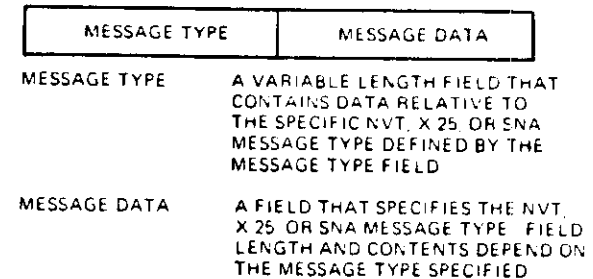 MESSAGE TYPE MESSAGE DATA
MESSAGE TYPE A VARIABLE LENGTH FIELD THAT
CONTAINS DATA RELATIVE TO
THE SPECIFIC NVT, X 25, OR SNA
MESSAGE TYPE DEFINED BY THE
MESSAGE TYPE FIELD
MESSAGE DATA A FIELD THAT SPECIFIES THE NVT,
X 25 OR SNA MESSAGE TYPE FIELD
LENGTH AND CONTENTS DEPEND ON
THE MESSAGE TYPE SPECIFIED